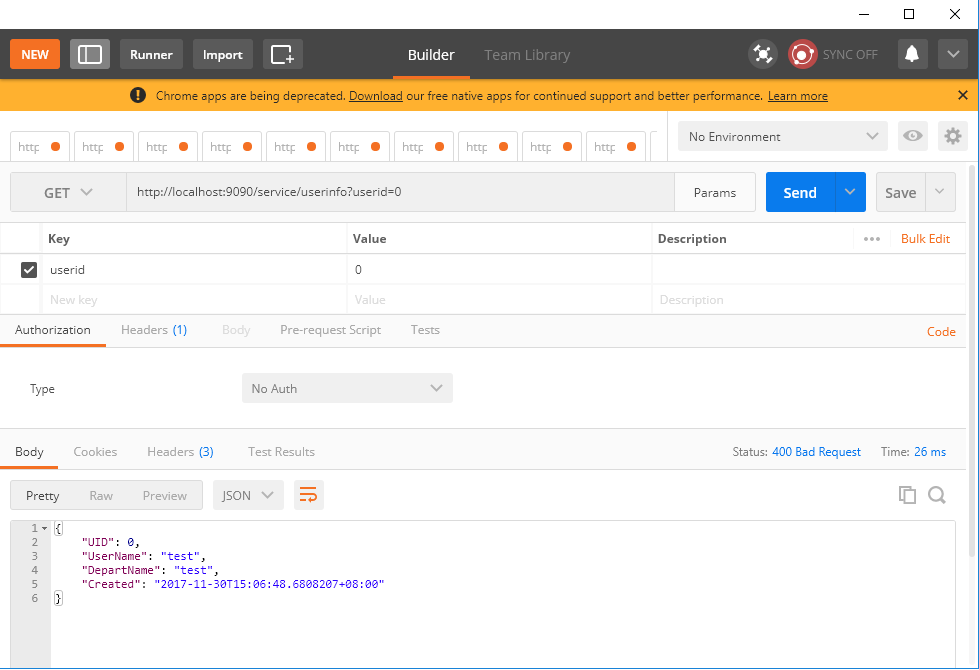 NEW Runner Import Builder Team Library SYNC OFF
! Chrome apps are being deprecated. Download our free native apps for continued support and better performance. Learn more
http http http http http http http http http http No Environment
GET http://localhost:9090/service/userinfo?userid=0 Params Send Save
Key Value Description ••• Bulk Edit
userid 0
New key Value Description
Authorization Headers (1) Body Pre-request Script Tests Code
Type No Auth
Body Cookies Headers (3) Test Results Status: 400 Bad Request Time: 26 ms
Pretty Raw Preview JSON
1 {
2 "UID": 0,
3 "UserName": "test",
4 "DepartName": "test",
5 "Created": "2017-11-30T15:06:48.6808207+08:00"
6 }